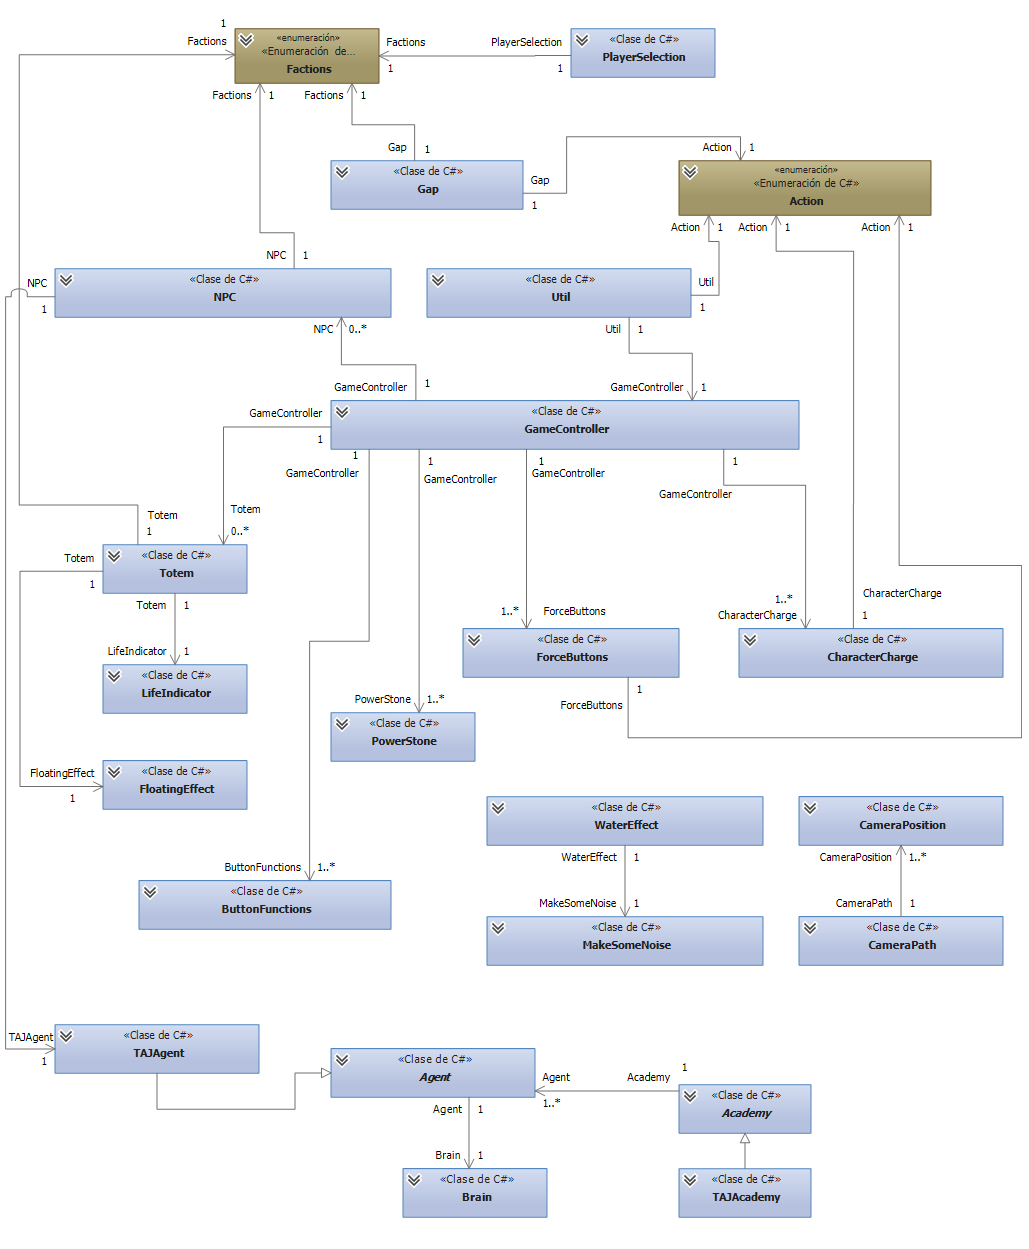 1
Factions
«enumeración»
«Enumeración de...
Factions
Factions
1
PlayerSelection
1
«Clase de C#»
PlayerSelection
Factions
1
Factions
1
Gap
1
«Clase de C#»
Gap
Gap
1
Action
1
«enumeración»
«Enumeración de C#»
Action
Action
1
Action
1
Action
1
NPC
1
NPC
1
«Clase de C#»
NPC
«Clase de C#»
Util
Util
1
NPC
0..*
Util
1
GameController
1
GameController
1
«Clase de C#»
GameController
GameController
1
1
GameController
1
GameController
1
GameController
1
GameController
Totem
1
Totem
0..*
Totem
1
«Clase de C#»
Totem
Totem
1
LifeIndicator
1
«Clase de C#»
LifeIndicator
1..*
ForceButtons
«Clase de C#»
ForceButtons
1
ForceButtons
1..*
CharacterCharge
CharacterCharge
1
«Clase de C#»
CharacterCharge
PowerStone
1..*
«Clase de C#»
PowerStone
FloatingEffect
1
«Clase de C#»
FloatingEffect
ButtonFunctions
1..*
«Clase de C#»
ButtonFunctions
«Clase de C#»
WaterEffect
WaterEffect
1
MakeSomeNoise
1
«Clase de C#»
MakeSomeNoise
«Clase de C#»
CameraPosition
CameraPosition
1..*
CameraPath
1
«Clase de C#»
CameraPath
TAJAgent
1
«Clase de C#»
TAJAgent
«Clase de C#»
Agent
Agent
1..*
Academy
1
«Clase de C#»
Academy
Agent
1
Brain
1
«Clase de C#»
Brain
«Clase de C#»
TAJAcademy